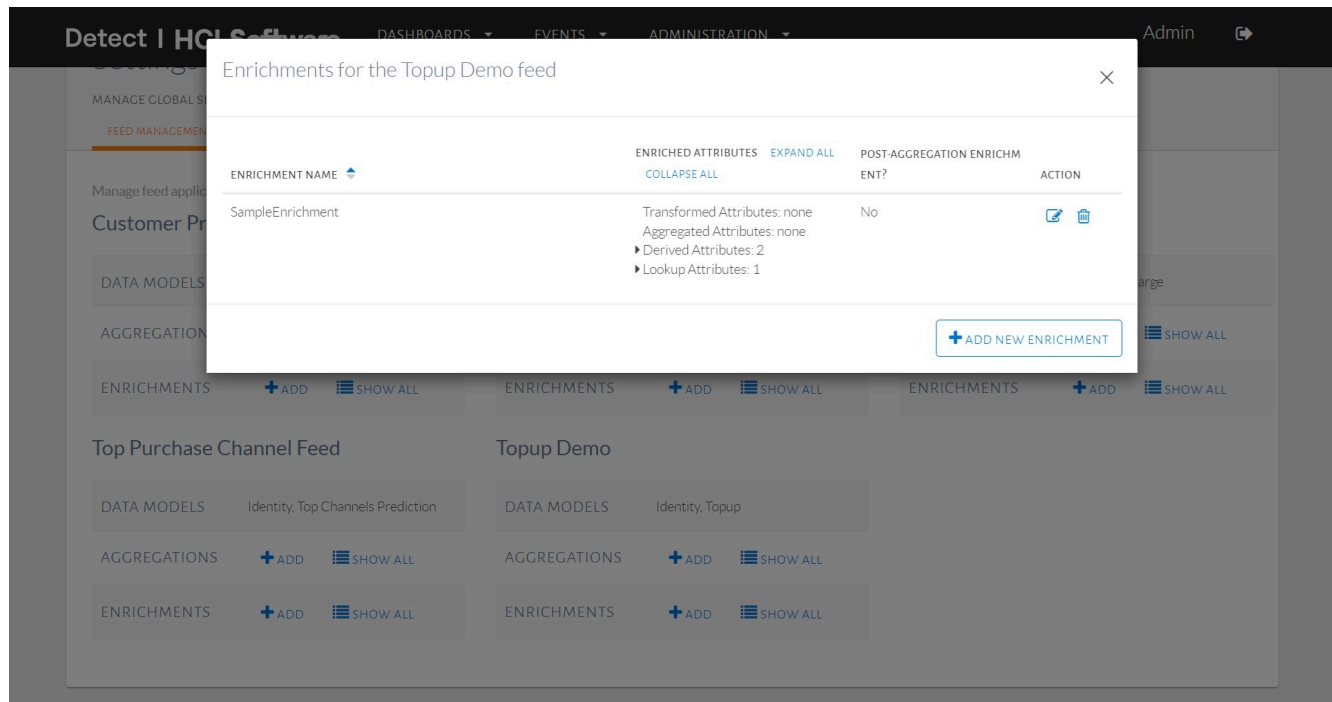 Detect | HCL Software DASHBOARDS EVENTS ADMINISTRATION Admin
Settings
Enrichments for the Topup Demo feed
MANAGE GLOBAL
FEED MANAGEMEN
ENRICHED ATTRIBUTES EXPAND ALL
COLLAPSE ALL
POST-AGGREGATION ENRICHM
ENT?
ENRICHMENT NAME
ACTION
Manage feed applic
Customer Pr
SampleEnrichment
Transformed Attributes: none
Aggregated Attributes: none
Derived Attributes: 2
Lookup Attributes: 1
No
DATA MODELS
arge
AGGREGATION
SHOW ALL
ADD NEW ENRICHMENT
ENRICHMENTS ADD SHOW ALL
ENRICHMENTS ADD SHOW ALL
ENRICHMENTS ADD SHOW ALL
Top Purchase Channel Feed
DATA MODELS Identity, Top Channels Prediction
AGGREGATIONS ADD SHOW ALL
ENRICHMENTS ADD SHOW ALL
Topup Demo
DATA MODELS Identity, Topup
AGGREGATIONS ADD SHOW ALL
ENRICHMENTS ADD SHOW ALL